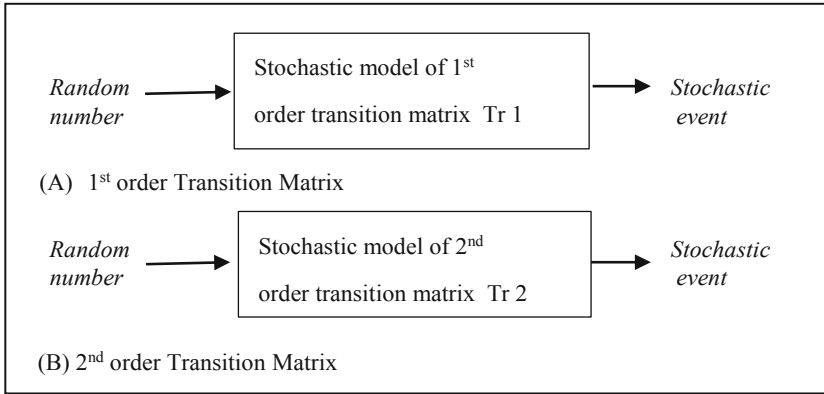 Random number
Stochastic model of 1st
order transition matrix Tr 1
Stochastic event
(A) 1st order Transition Matrix
Random number
Stochastic model of 2nd
order transition matrix Tr 2
Stochastic event
(B) 2nd order Transition Matrix